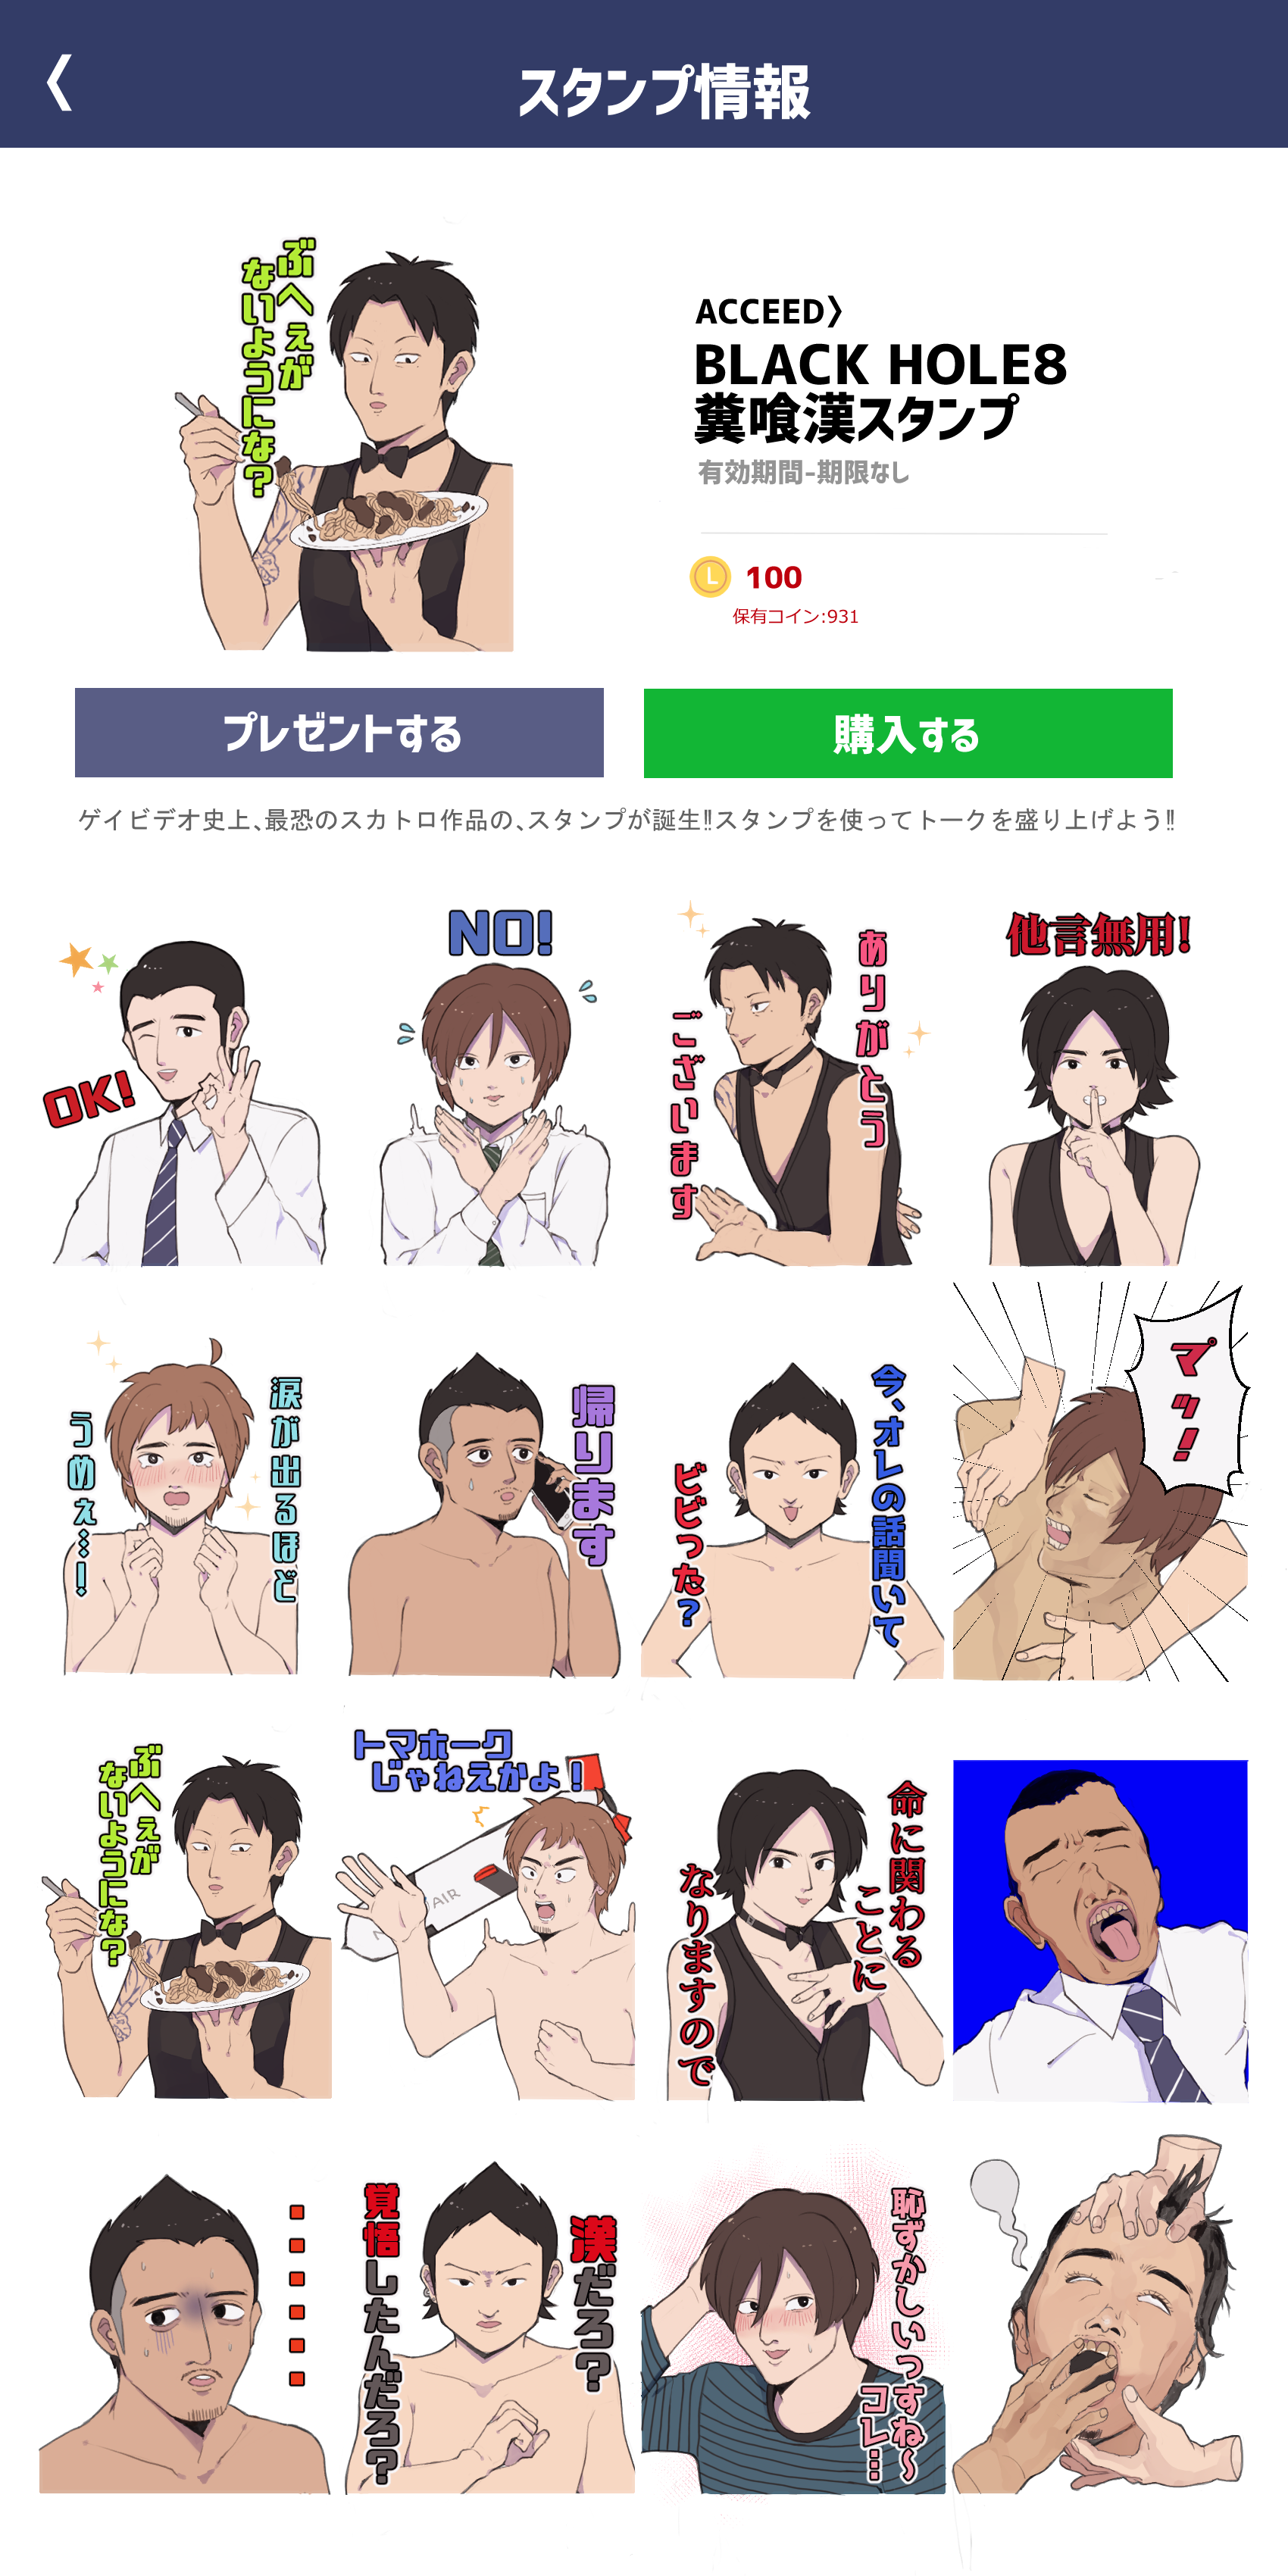 スタンプ情報
ぶへぇが
ないようにな?
ACCEED〉
BLACK HOLE8
糞喰漢スタンプ
有効期間-期限なし
L
100
保有コイン:931
プレゼントする
購入する
ゲイビデオ史上、最恐のスカトロ作品の、スタンプが誕生!!スタンプを使ってトークを盛り上げよう!!
OK!
NO!
ありがとう
ございます
他言無用!
涙が出るほど
うめぇ…!
帰ります
今、オレの話聞いて
ビビった?
マッ!
ぶへぇが
ないようにな?
トマホーク
じゃねえかよ!
AIR
命に関わる
ことに
なりますので
......
漢だろ?
覚悟したんだろ?
恥ずかしいっすね〜
コレ…